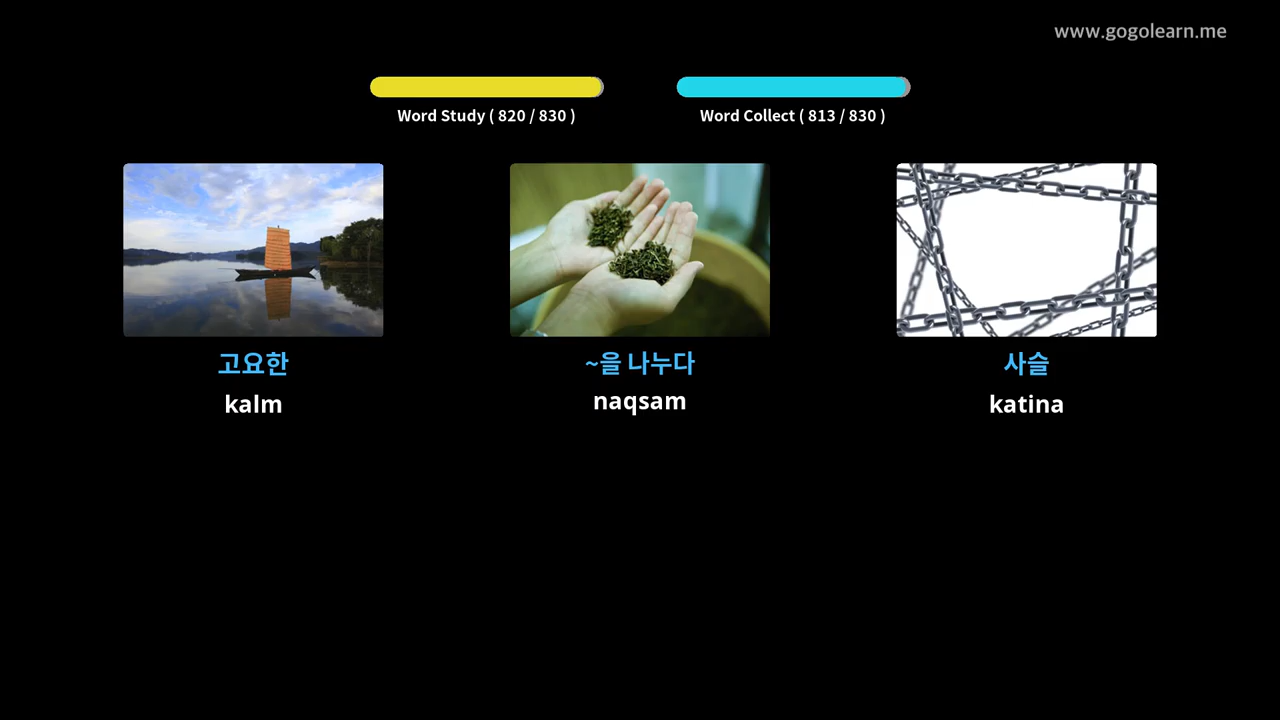 www.gogolearn.me
Word Study ( 820 / 830 )
Word Collect ( 813 / 830 )
고요한
~을 나누다
사슬
kalm
naqsam
katina